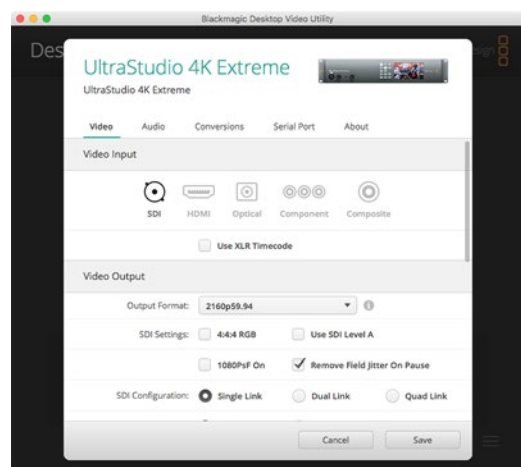 Blackmagic Desktop Video Utility
Des
sign
UltraStudio 4K Extreme
UltraStudio 4K Extreme
Video Audio Conversions Serial Port About
Video Input
SDI HDMI Optical Component Composite
Use XLR Timecode
Video Output
Output Format: 2160p59.94
SDI Settings: 4:4:4 RGB Use SDI Level A
1080PsF On Remove Field Jitter On Pause
SDI Configuration: Single Link Dual Link Quad Link
Cancel Save